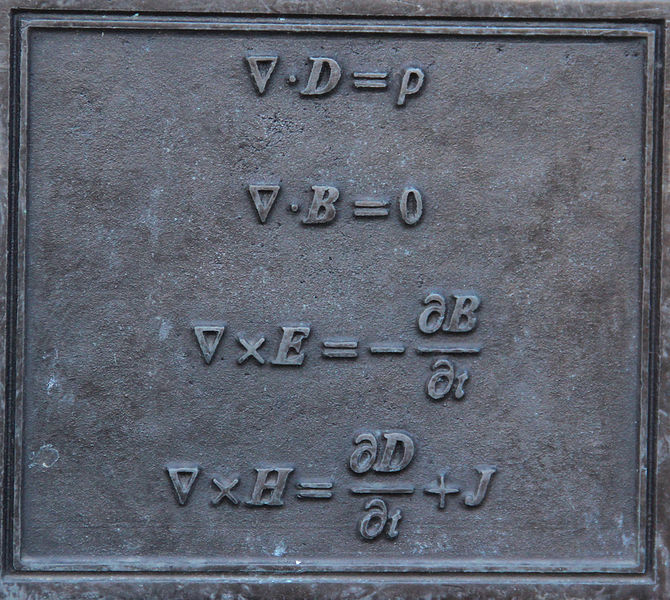 ∇·D=ρ
∇·B=0
∇×E=−∂B/∂t
∇×H=∂D/∂t+J